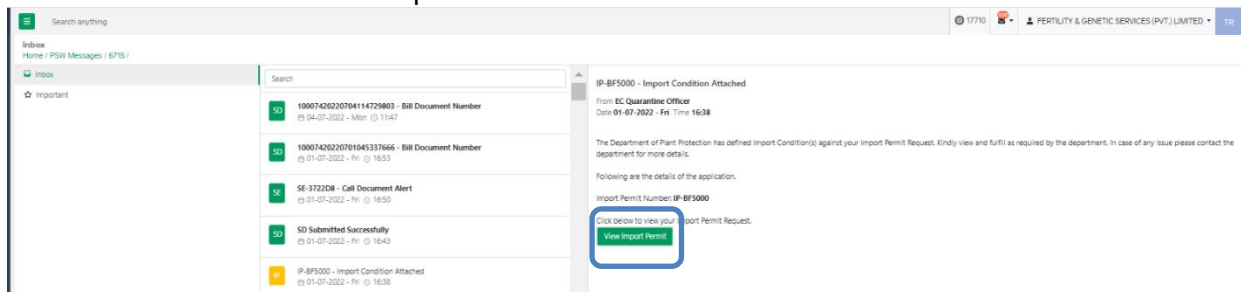 Search anything
17710
FERTILITY & GENETIC SERVICES (PVT.) LIMITED
TR
Inbox
Home / PSW Messages / 6715 /
Inbox
Important
Search
SD
10007420220704114729803 - Bill Document Number
04-07-2022 - Mon 11:47
SD
10007420220701045337666 - Bill Document Number
01-07-2022 - Fri 16:53
SE
SE-3722D8 - Call Document Alert
01-07-2022 - Fri 16:50
SD
SD Submitted Successfully
01-07-2022 - Fri 16:43
IP
IP-BF5000 - Import Condition Attached
01-07-2022 - Fri 16:38
IP-BF5000 - Import Condition Attached
From EC Quarantine Officer
Date 01-07-2022 - Fri Time 16:38
The Department of Plant Protection has defined Import Condition(s) against your Import Permit Request. Kindly view and fulfil as required by the department. In case of any issue please contact the
department for more details.
Following are the details of the application.
Import Permit Number: IP-BF5000
Click below to view your Import Permit Request.
View Import Permit